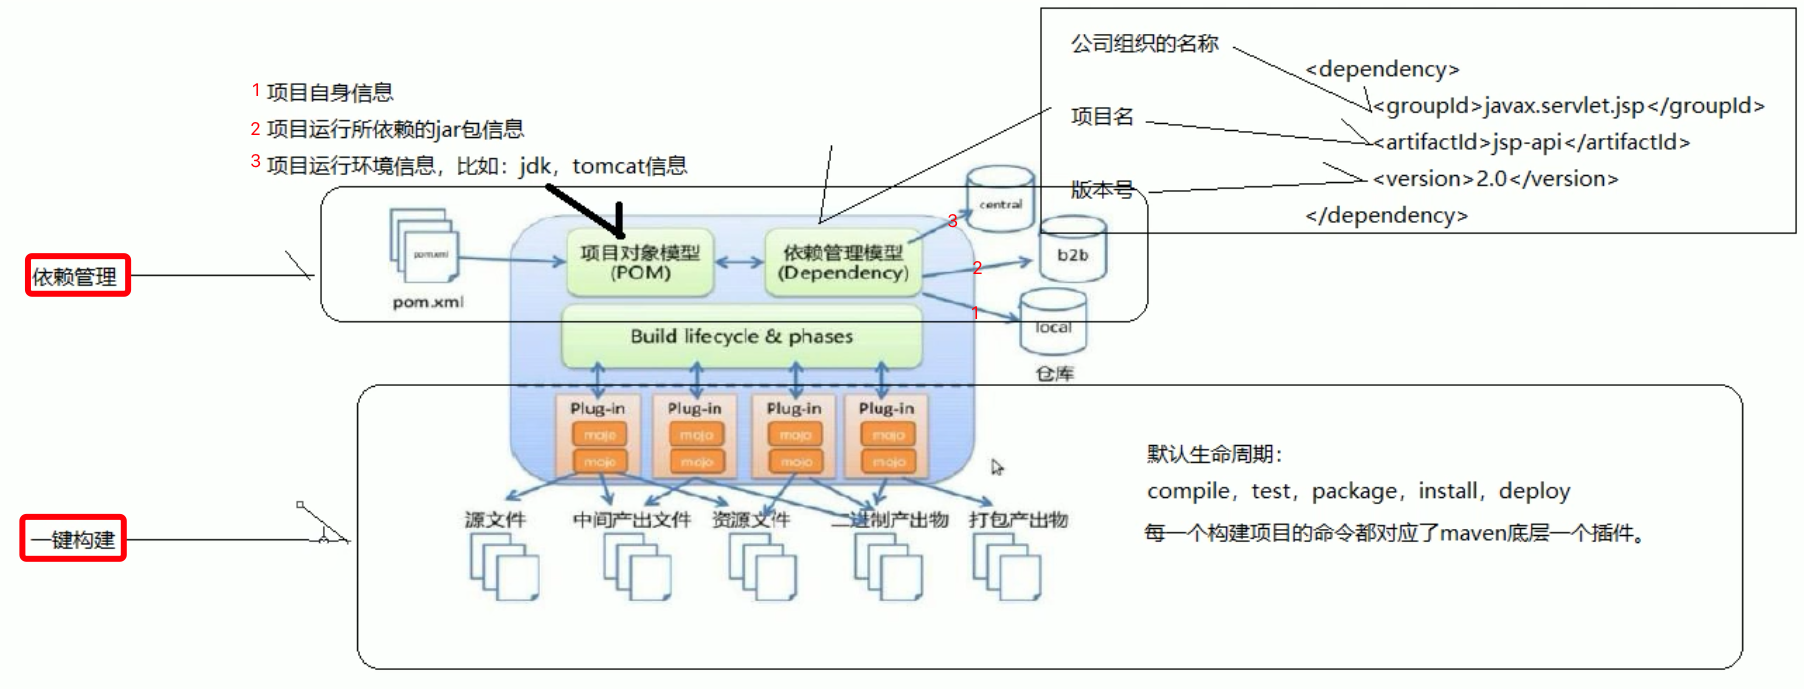 公司组织的名称
<dependency>
1 项目自身信息
<groupId>javax.servlet.jsp</groupId>
项目名
2 项目运行所依赖的jar包信息
<artifactId>jsp-api</artifactId>
3 项目运行环境信息，比如：jdk，tomcat信息
版本号
<version>2.0</version>
</dependency>
central
3
依赖管理
pom.xml
pom.xml
项目对象模型
(POM)
依赖管理模型
(Dependency)
b2b
2
1
local
仓库
Build lifecycle & phases
Plug-in
mojo
mojo
Plug-in
mojo
mojo
Plug-in
mojo
mojo
Plug-in
mojo
mojo
默认生命周期：
compile，test，package，install，deploy
每一个构建项目的命令都对应了maven底层一个插件。
一键构建
源文件
中间产出文件
资源文件
二进制产出物
打包产出物